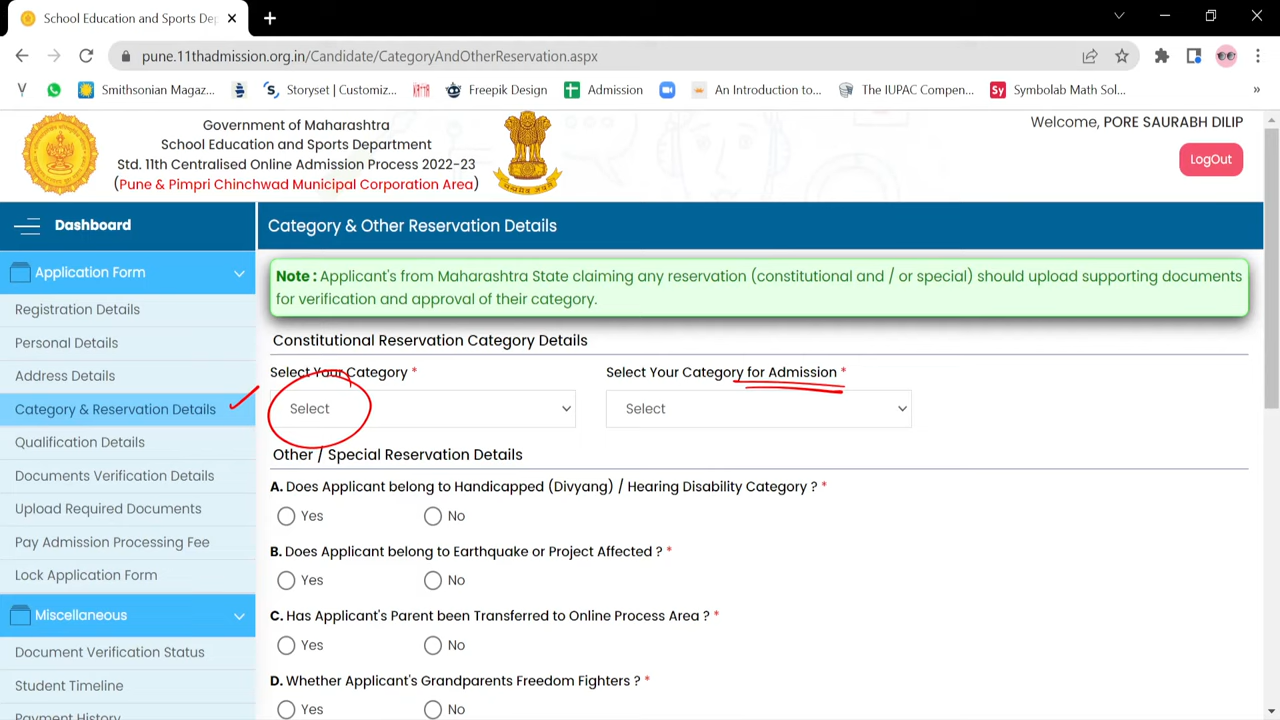 School Education and Sports Dep
pune.11thadmission.org.in/Candidate/CategoryAndOtherReservation.aspx
Smithsonian Magaz...
Storyset | Customiz...
Freepik Design
Admission
An Introduction to...
The IUPAC Compen...
Sy
Symbolab Math Sol...
»
Government of Maharashtra
School Education and Sports Department
Std. 11th Centralised Online Admission Process 2022-23
(Pune & Pimpri Chinchwad Municipal Corporation Area)
Welcome, PORE SAURABH DILIP
LogOut
Dashboard
Application Form
Registration Details
Personal Details
Address Details
Category & Reservation Details
Qualification Details
Documents Verification Details
Upload Required Documents
Pay Admission Processing Fee
Lock Application Form
Miscellaneous
Document Verification Status
Student Timeline
Payment History
Category & Other Reservation Details
Note : Applicant's from Maharashtra State claiming any reservation (constitutional and / or special) should upload supporting documents
for verification and approval of their category.
Constitutional Reservation Category Details
Select Your Category *
Select Your Category for Admission *
Select
Select
Other / Special Reservation Details
A. Does Applicant belong to Handicapped (Divyang) / Hearing Disability Category ? *
Yes No
B. Does Applicant belong to Earthquake or Project Affected ? *
Yes No
C. Has Applicant's Parent been Transferred to Online Process Area ? *
Yes No
D. Whether Applicant's Grandparents Freedom Fighters ? *
Yes No